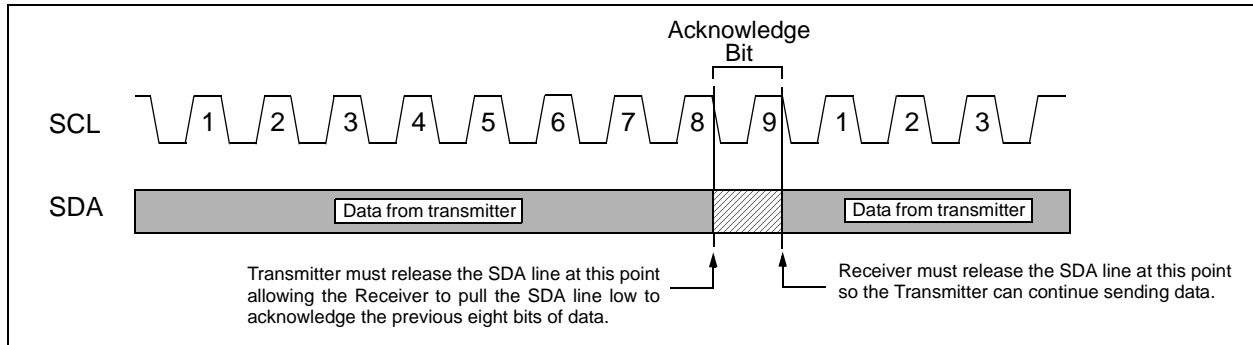 Acknowledge
Bit
SCL
1 2 3 4 5 6 7 8 9 1 2 3
SDA
Data from transmitter
Data from transmitter
Transmitter must release the SDA line at this point
allowing the Receiver to pull the SDA line low to
acknowledge the previous eight bits of data.
Receiver must release the SDA line at this point
so the Transmitter can continue sending data.